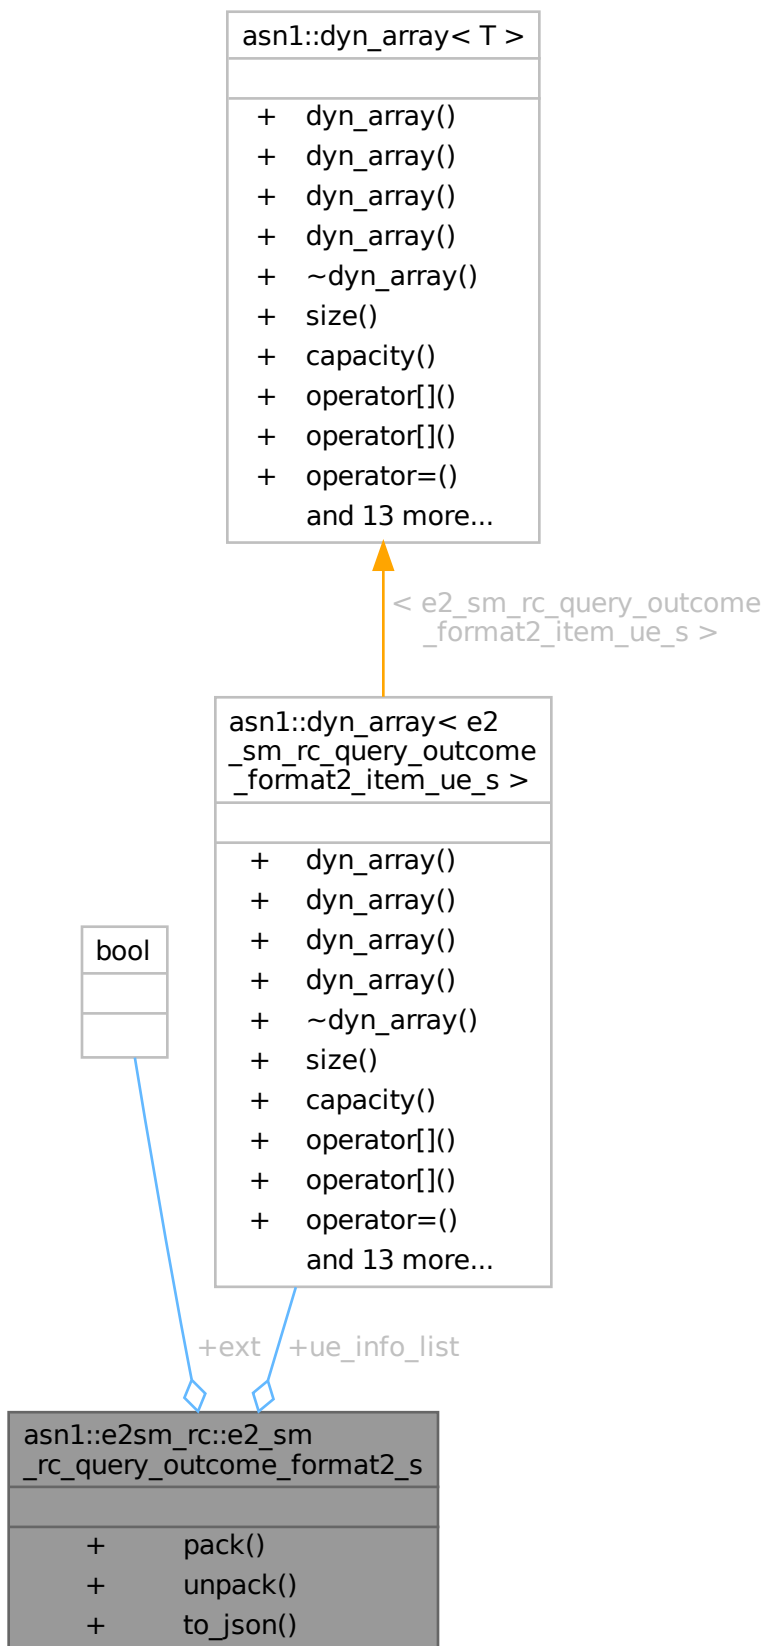 asn1::dyn_array< T >
+ dyn_array()
+ dyn_array()
+ dyn_array()
+ dyn_array()
+ ~dyn_array()
+ size()
+ capacity()
+ operator[]()
+ operator[]()
+ operator=()
and 13 more...
< e2_sm_rc_query_outcome
_format2_item_ue_s >
asn1::dyn_array< e2
_sm_rc_query_outcome
_format2_item_ue_s >
+ dyn_array()
+ dyn_array()
+ dyn_array()
+ dyn_array()
+ ~dyn_array()
+ size()
+ capacity()
+ operator[]()
+ operator[]()
+ operator=()
and 13 more...
bool
+ext
+ue_info_list
asn1::e2sm_rc::e2_sm
_rc_query_outcome_format2_s
+ pack()
+ unpack()
+ to_json()